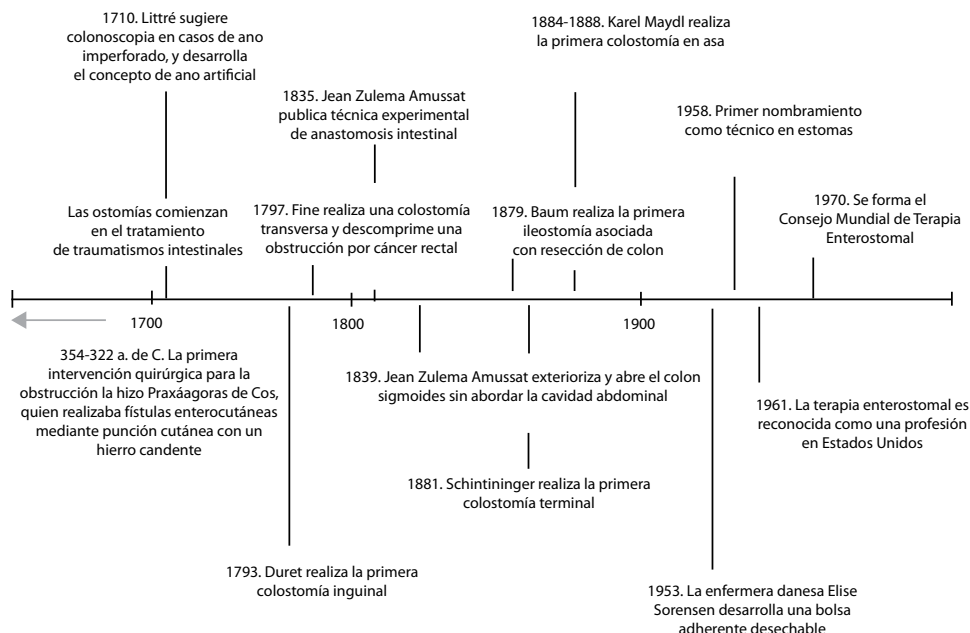 1710. Littré sugiere
colonoscopia en casos de ano
imperforado, y desarrolla
el concepto de ano artificial
1884-1888. Karel Maydl realiza
la primera colostomía en asa
1835. Jean Zulema Amussat
publica técnica experimental
de anastomosis intestinal
1958. Primer nombramiento
como técnico en estomas
Las ostomías comienzan
en el tratamiento
de traumatismos intestinales
1797. Fine realiza una colostomía
transversa y descomprime una
obstrucción por cáncer rectal
1879. Baum realiza la primera
ileostomía asociada
con resección de colon
1970. Se forma el
Consejo Mundial de Terapia
Enterostomal
1700
1800
1900
354-322 a. de C. La primera
intervención quirúrgica para la
obstrucción la hizo Praxáagoras de Cos,
quien realizaba fístulas enterocutáneas
mediante punción cutánea con un
hierro candente
1839. Jean Zulema Amussat exterioriza y abre el colon
sigmoides sin abordar la cavidad abdominal
1961. La terapia enterostomal es
reconocida como una profesión
en Estados Unidos
1881. Schintininger realiza la primera
colostomía terminal
1793. Duret realiza la primera
colostomía inguinal
1953. La enfermera danesa Elise
Sorensen desarrolla una bolsa
adherente desechable